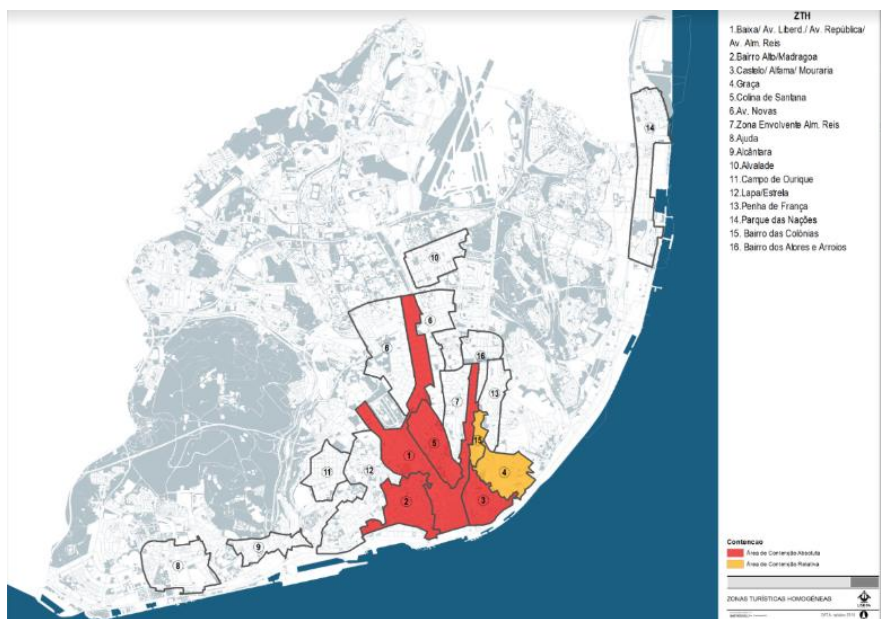 ZTH
1.Baixa/ Av. Liberd./ Av. República/
Av. Alm. Reis
2.Bairro Alto/Madragoa
3.Castelo/ Alfama/ Mouraria
4.Graça
5.Colina de Santana
6.Av. Novas
7.Zona Envolvente Alm. Reis
8.Ajuda
9.Alcântara
10.Alvalade
11.Campo de Ourique
12.Lapa/Estrela
13.Penha de França
14.Parque das Nações
15. Bairro das Colónias
16. Bairro dos Atores e Arroios
14
10
6
6
16
13
7
15
5
1
4
11
12
2
3
9
8
Contencao
Área de Contenção Absoluta
Área de Contenção Relativa
ZONAS TURÍSTICAS HOMOGÉNEAS
LISBOA